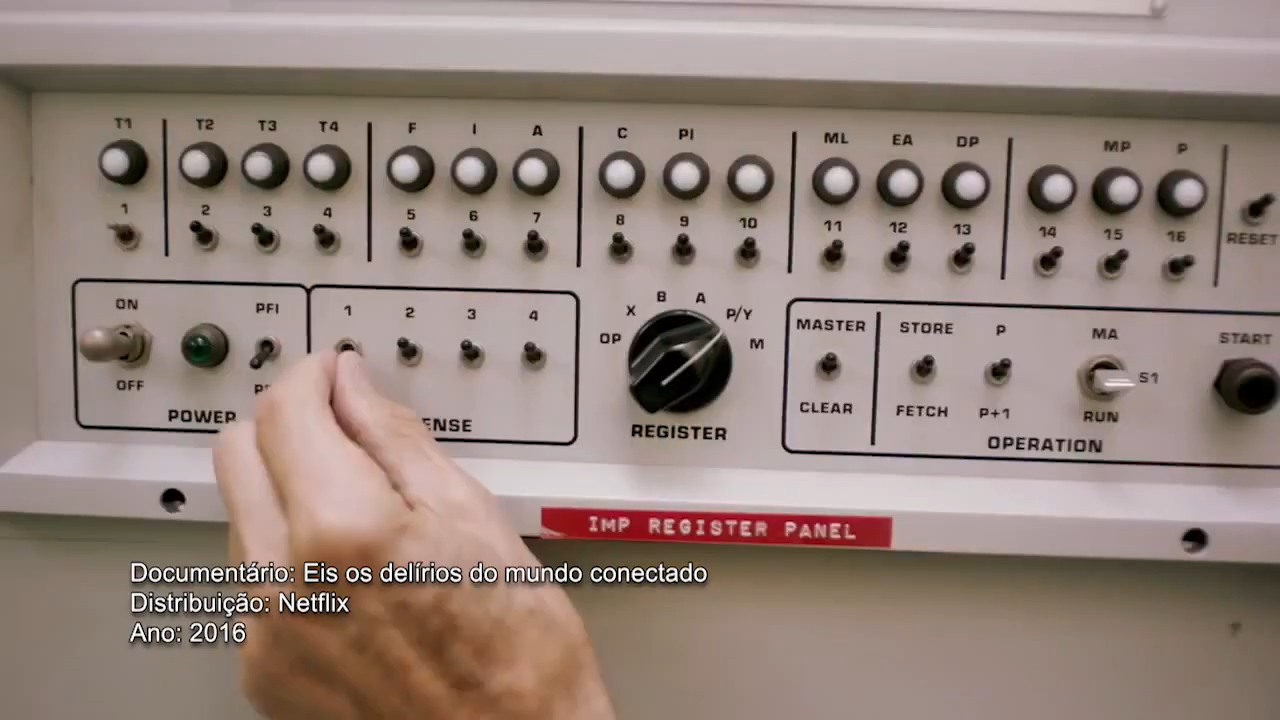 T1 T2 T3 T4 F I A C PI ML EA DP MP P
1 2 3 4 5 6 7 8 9 10 11 12 13 14 15 16
RESET
ON PFI 1 2 3 4 OP X B A P/Y M MASTER STORE P MA START
S1
OFF CLEAR FETCH P+1 RUN
POWER REGISTER OPERATION
IMP REGISTER PANEL
Documentário: Eis os delírios do mundo conectado
Distribuição: Netflix
Ano: 2016